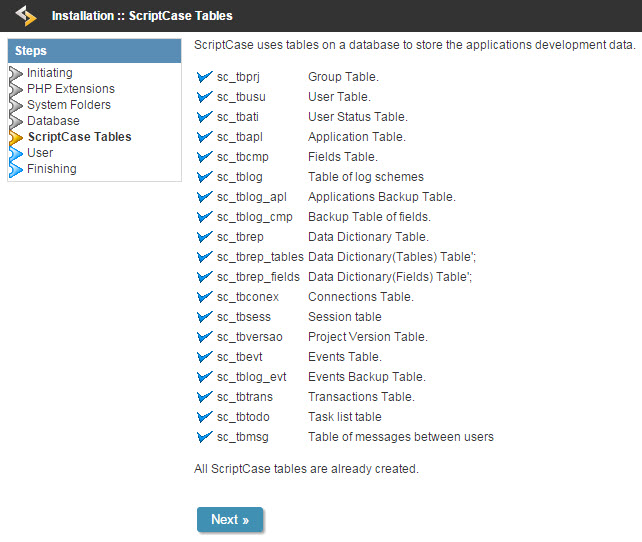 Installation :: ScriptCase Tables
Steps
Initiating
PHP Extensions
System Folders
Database
ScriptCase Tables
User
Finishing
ScriptCase uses tables on a database to store the applications development data.
sc_tbprj Group Table.
sc_tbusu User Table.
sc_tbati User Status Table.
sc_tbapl Application Table.
sc_tbcmp Fields Table.
sc_tblog Table of log schemes
sc_tblog_apl Applications Backup Table.
sc_tblog_cmp Backup Table of fields.
sc_tbrep Data Dictionary Table.
sc_tbrep_tables Data Dictionary(Tables) Table';
sc_tbrep_fields Data Dictionary(Fields) Table';
sc_tbconex Connections Table.
sc_tbsess Session table
sc_tbversao Project Version Table.
sc_tbevt Events Table.
sc_tblog_evt Events Backup Table.
sc_tbtrans Transactions Table.
sc_tbtodo Task list table
sc_tbmsg Table of messages between users
All ScriptCase tables are already created.
Next »